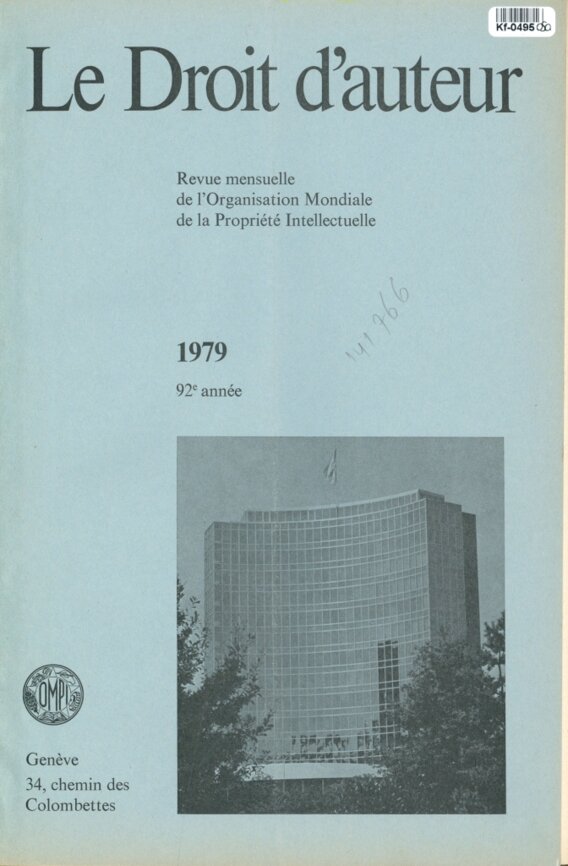 Kf-0495
Le Droit d'auteur
Revue mensuelle
de l'Organisation Mondiale
de la Propriété Intellectuelle
141766
1979
92e année
OMPI
Genève
34, chemin des
Colombettes